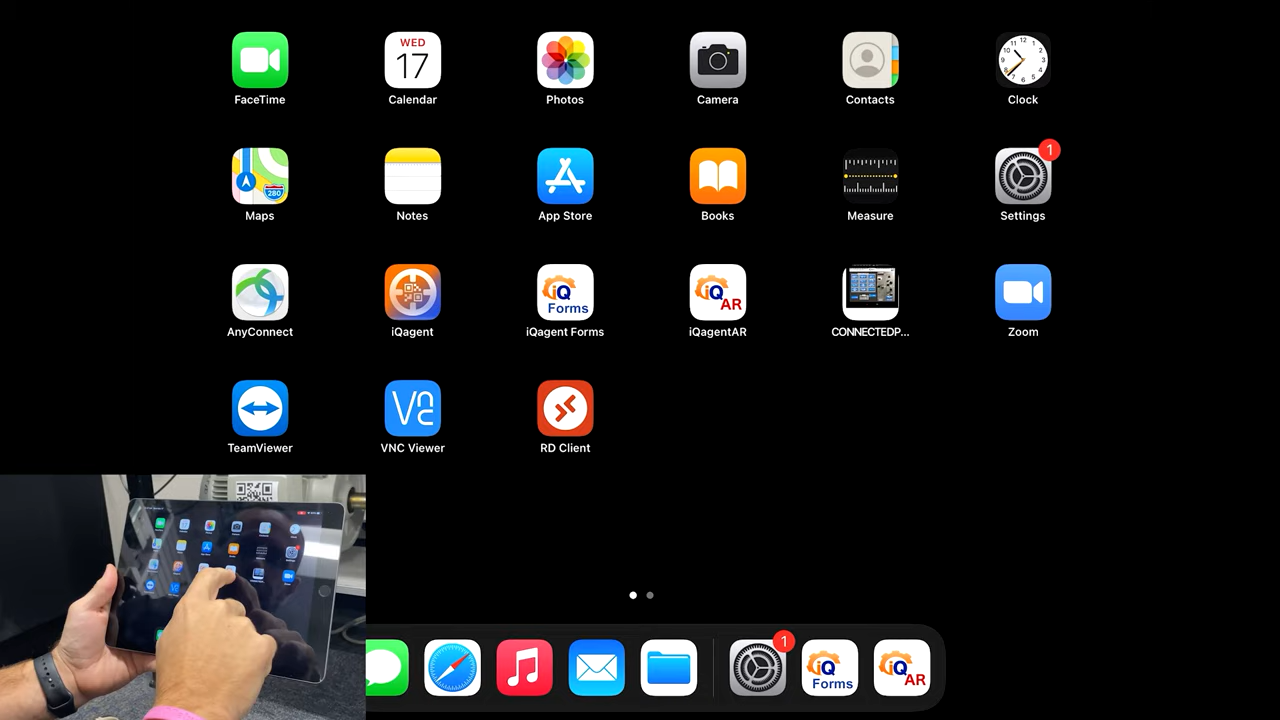 WED
17
12
FaceTime
Calendar
Photos
Camera
Contacts
Clock
280
1
Maps
Notes
App Store
Books
Measure
Settings
iQ
Forms
iQ
AR
AnyConnect
iQagent
iQagent Forms
iQagentAR
CONNECTEDP...
Zoom
TeamViewer
VNC Viewer
RD Client
1
iQ
Forms
iQ
AR